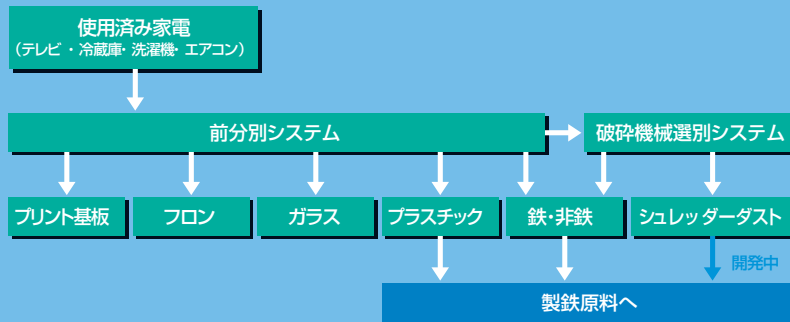 使用済み家電
（テレビ・冷蔵庫・洗濯機・エアコン）
前分別システム
破砕機械選別システム
プリント基板
フロン
ガラス
プラスチック
鉄・非鉄
シュレッダーダスト
開発中
製鉄原料へ